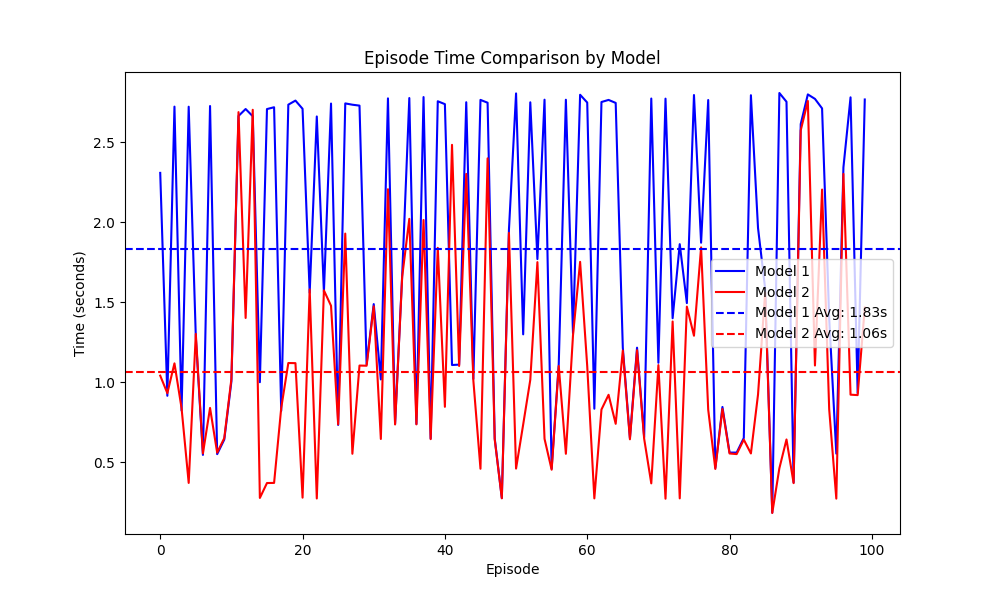 Episode Time Comparison by Model
Time (seconds)
2.5
2.0
1.5
1.0
0.5
Model 1
Model 2
Model 1 Avg: 1.83s
Model 2 Avg: 1.06s
0 20 40 60 80 100
Episode